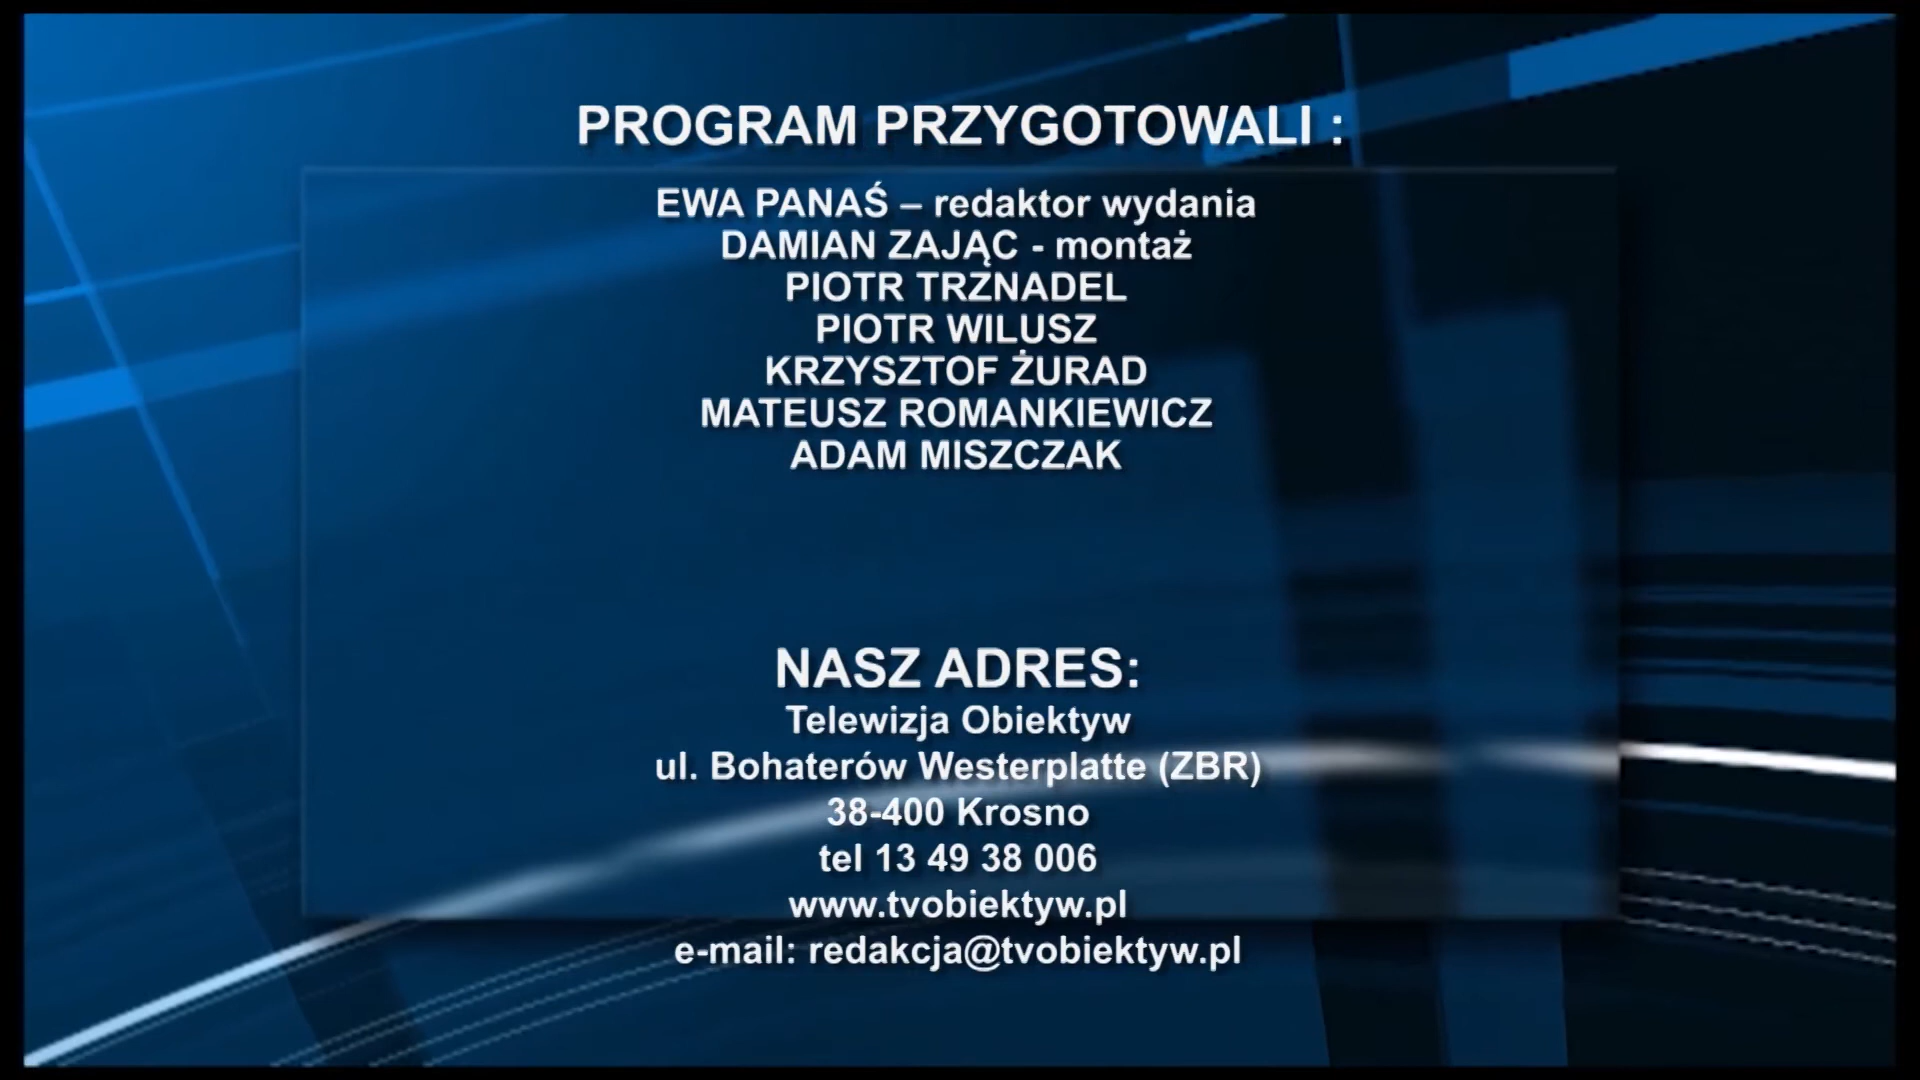 PROGRAM PRZYGOTOWALI :
EWA PANAŚ – redaktor wydania
DAMIAN ZAJĄC - montaż
PIOTR TRZNADEL
PIOTR WILUSZ
KRZYSZTOF ŻURAD
MATEUSZ ROMANKIEWICZ
ADAM MISZCZAK
NASZ ADRES:
Telewizja Obiektyw
ul. Bohaterów Westerplatte (ZBR)
38-400 Krosno
tel 13 49 38 006
www.tvobiektyw.pl
e-mail: redakcja@tvobiektyw.pl